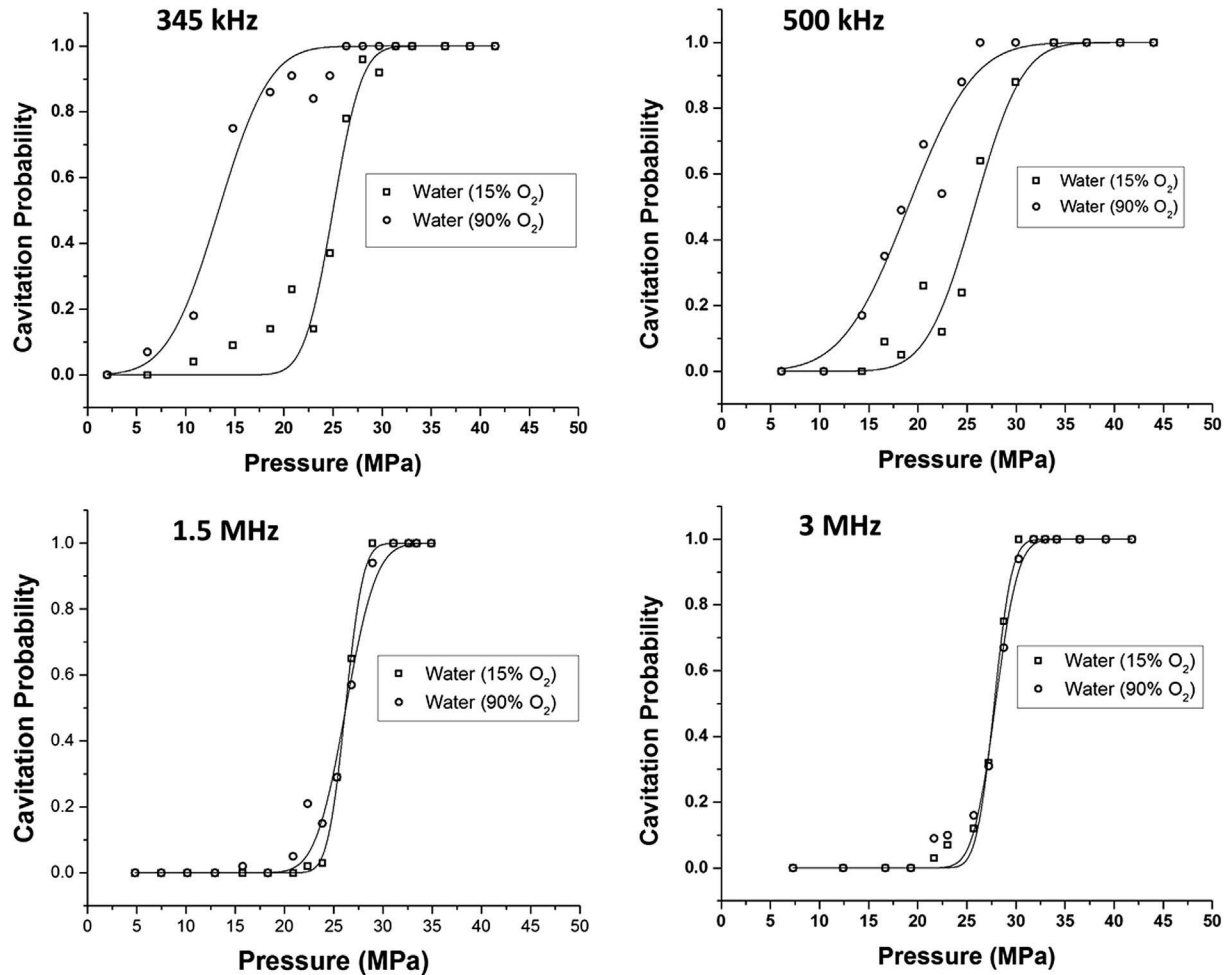 345 kHz
Cavitation Probability
1.0
0.8
0.6
0.4
0.2
0.0
Water (15% O2)
Water (90% O2)
0 5 10 15 20 25 30 35 40 45 50
Pressure (MPa)
500 kHz
Cavitation Probability
1.0
0.8
0.6
0.4
0.2
0.0
Water (15% O2)
Water (90% O2)
0 5 10 15 20 25 30 35 40 45 50
Pressure (MPa)
1.5 MHz
Cavitation Probability
1.0
0.8
0.6
0.4
0.2
0.0
Water (15% O2)
Water (90% O2)
0 5 10 15 20 25 30 35 40 45 50
Pressure (MPa)
3 MHz
Cavitation Probability
1.0
0.8
0.6
0.4
0.2
0.0
Water (15% O2)
Water (90% O2)
0 5 10 15 20 25 30 35 40 45 50
Pressure (MPa)